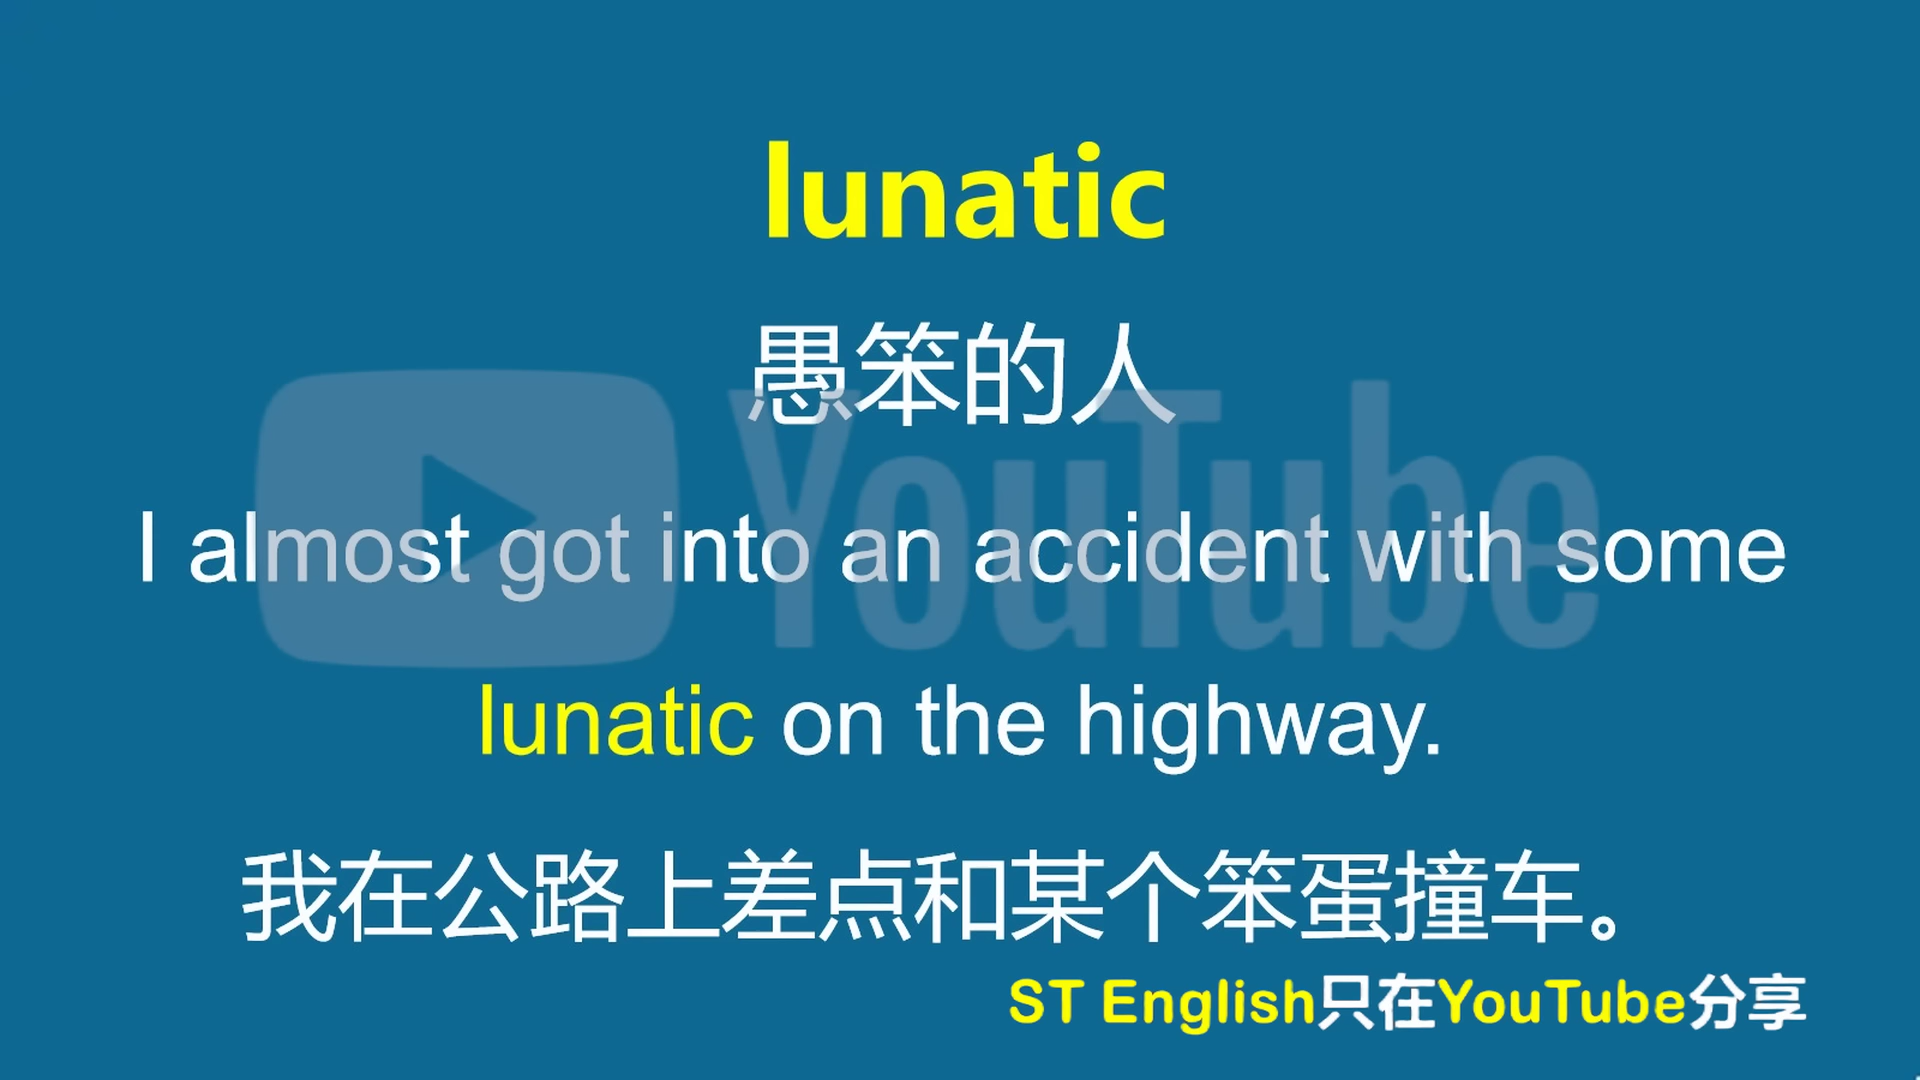 lunatic
愚笨的人
YouTube
I almost got into an accident with some
lunatic on the highway.
我在公路上差点和某个笨蛋撞车。
ST English只在YouTube分享